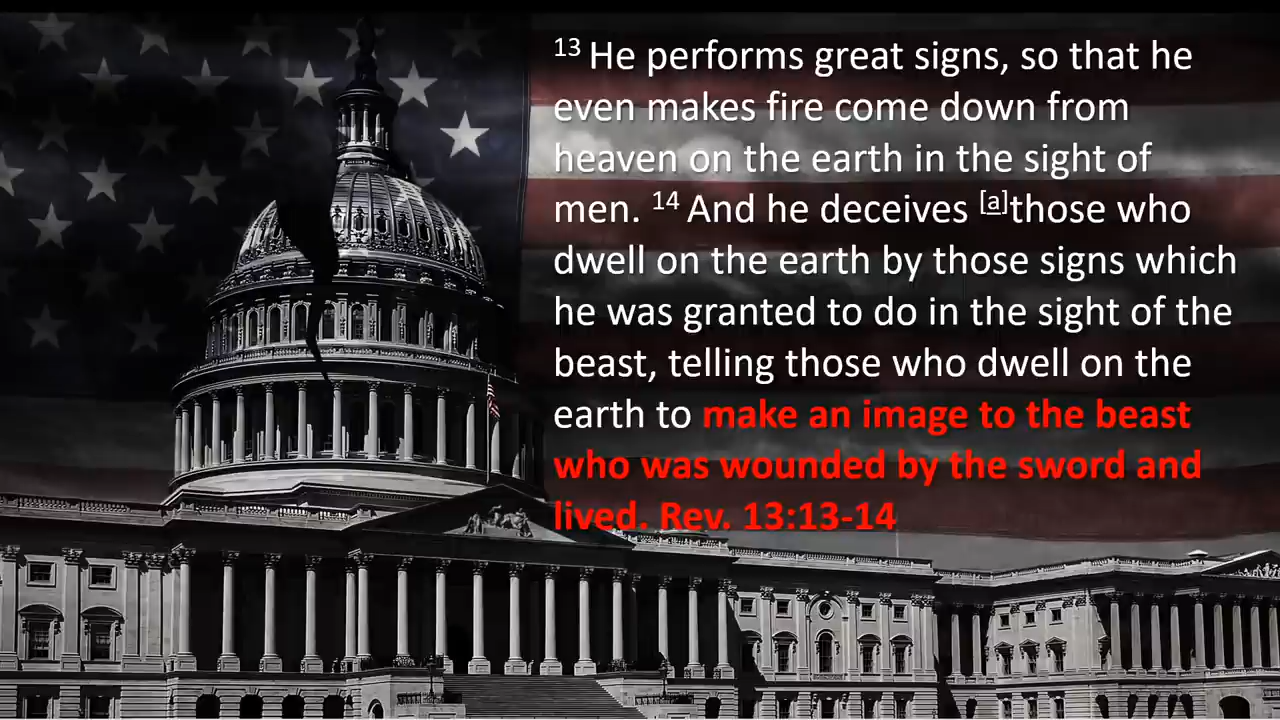 13 He performs great signs, so that he
even makes fire come down from
heaven on the earth in the sight of
men. 14 And he deceives [a]those who
dwell on the earth by those signs which
he was granted to do in the sight of the
beast, telling those who dwell on the
earth to make an image to the beast
who was wounded by the sword and
lived. Rev. 13:13-14